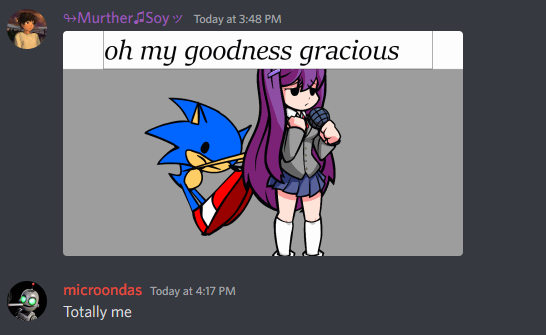 ↬Murther♫Soyッ Today at 3:48 PM
oh my goodness gracious
microondas Today at 4:17 PM
Totally me